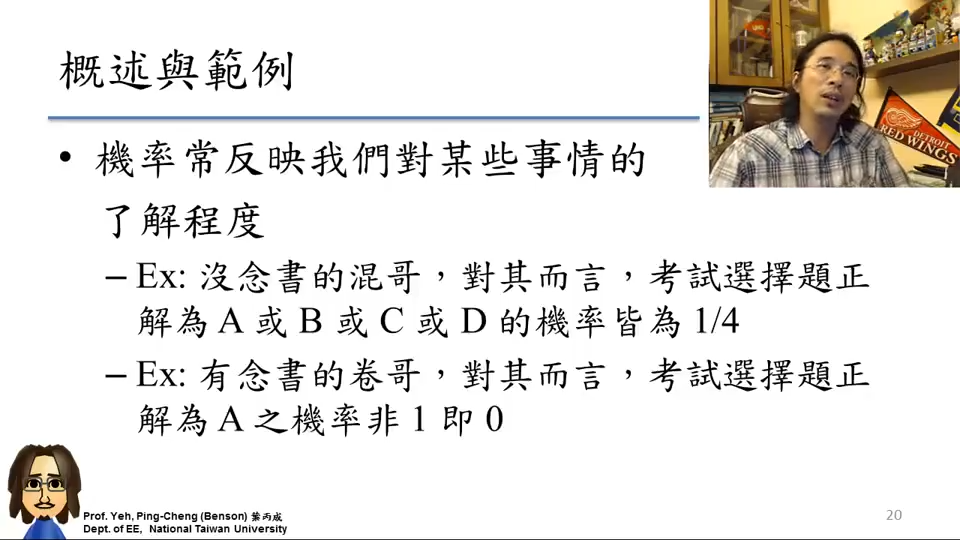 概述與範例
• 機率常反映我們對某些事情的
了解程度
– Ex: 沒念書的混哥，對其而言，考試選擇題正
解為 A 或 B 或 C 或 D 的機率皆為 1/4
– Ex: 有念書的卷哥，對其而言，考試選擇題正
解為 A 之機率非 1 即 0
DETROIT
RED WINGS
Prof. Yeh, Ping-Cheng (Benson) 葉丙成
Dept. of EE, National Taiwan University
20